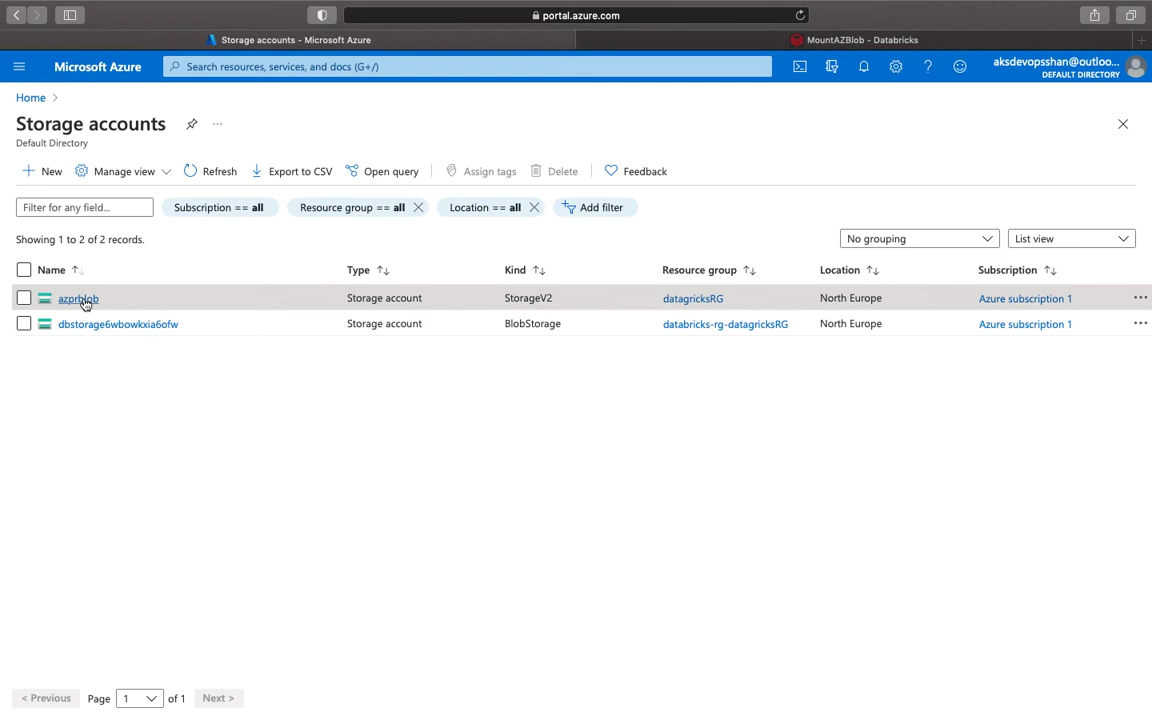 portal.azure.com
Storage accounts - Microsoft Azure
MountAZBlob - Databricks
Microsoft Azure
Search resources, services, and docs (G+/)
aksdevopsshan@outloo...
DEFAULT DIRECTORY
Home
Storage accounts
Default Directory
New
Manage view
Refresh
Export to CSV
Open query
Assign tags
Delete
Feedback
Filter for any field...
Subscription == all
Resource group == all
Location == all
Add filter
Showing 1 to 2 of 2 records.
No grouping
List view
Name
Type
Kind
Resource group
Location
Subscription
azprblob
Storage account
StorageV2
datagricksRG
North Europe
Azure subscription 1
dbstorage6wbowkxia6ofw
Storage account
BlobStorage
databricks-rg-datagricksRG
North Europe
Azure subscription 1
< Previous
Page
1
of 1
Next >